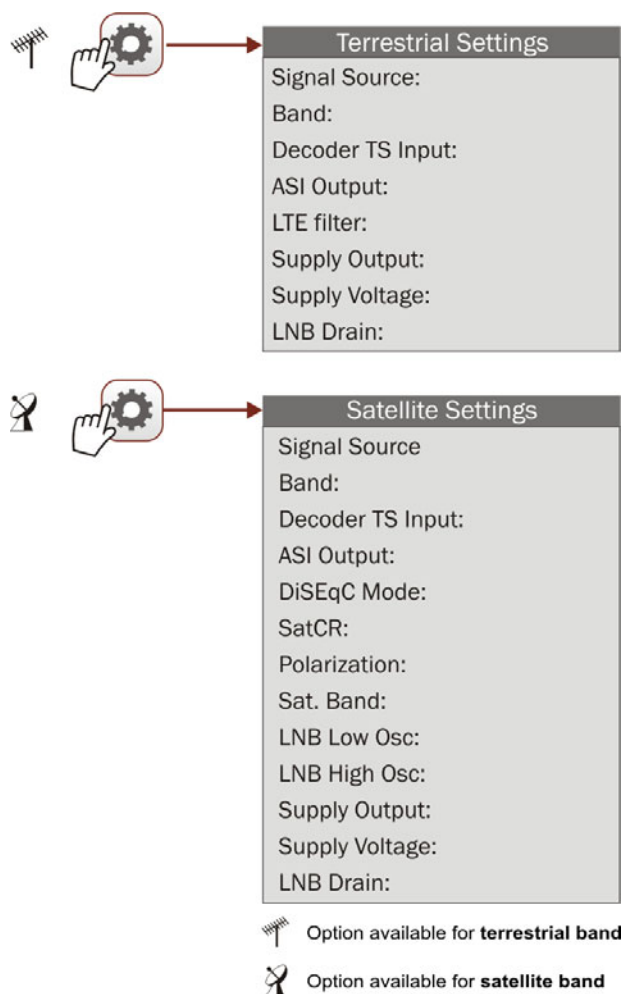 Terrestrial Settings
Signal Source:
Band:
Decoder TS Input:
ASI Output:
LTE filter:
Supply Output:
Supply Voltage:
LNB Drain:
Satellite Settings
Signal Source
Band:
Decoder TS Input:
ASI Output:
DiSEqC Mode:
SatCR:
Polarization:
Sat. Band:
LNB Low Osc:
LNB High Osc:
Supply Output:
Supply Voltage:
LNB Drain:
Option available for terrestrial band
Option available for satellite band